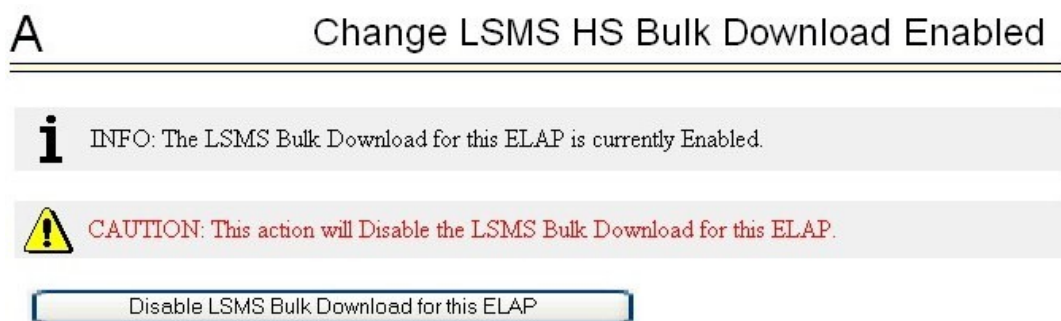 A
Change LSMS HS Bulk Download Enabled
INFO: The LSMS Bulk Download for this ELAP is currently Enabled.
CAUTION: This action will Disable the LSMS Bulk Download for this ELAP.
Disable LSMS Bulk Download for this ELAP